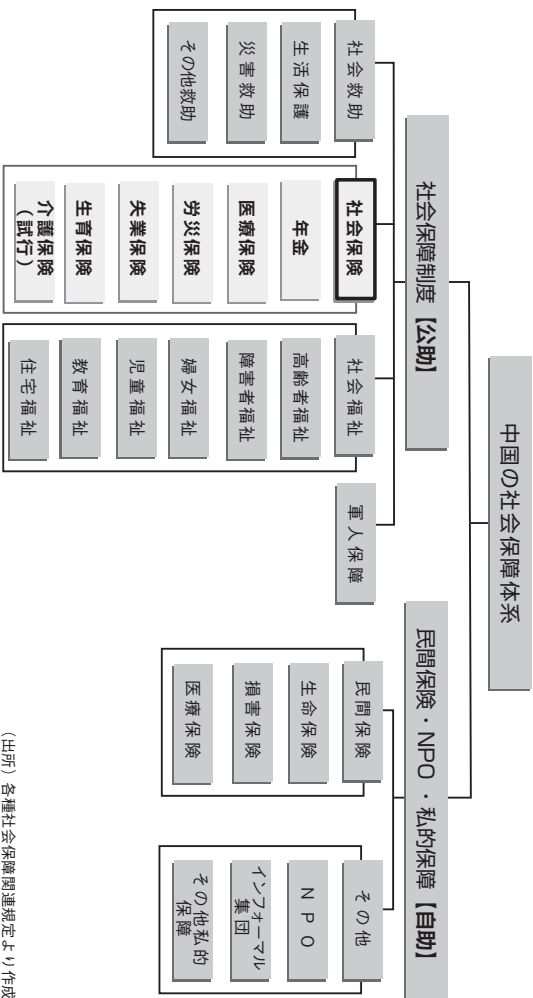 中国の社会保障体系
社会保障制度【公助】
社会救助
生活保護
災害救助
その他救助
社会保険
年金
医療保険
労災保険
失業保険
生育保険
介護保険
（試行）
社会福祉
高齢者福祉
障害者福祉
婦女福祉
児童福祉
教育福祉
住宅福祉
軍人保障
民間保険・NPO・私的保障【自助】
民間保険
生命保険
損害保険
医療保険
その他
NPO
インフォーマル
集団
その他私的
保障
（出所）各種社会保障関連規定より作成